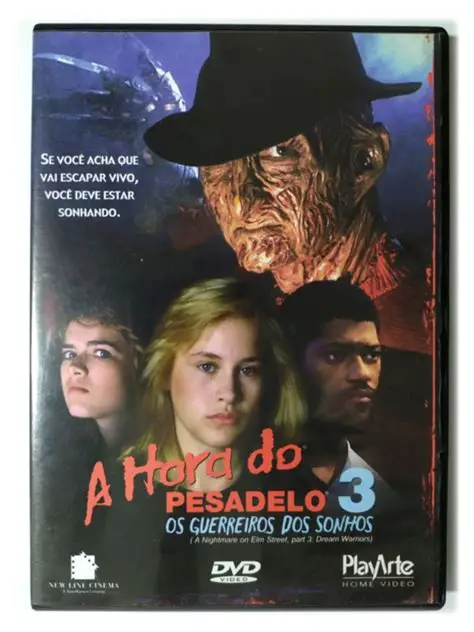 SE VOCÊ ACHA QUE
VAI ESCAPAR VIVO,
VOCÊ DEVE ESTAR
SONHANDO.
A Hora do
PESADELO 3
OS GUERREIROS DOS SONHOS
(A Nightmare on Elm Street, part 3: Dream Warriors)
NEW LINE CINEMA
DVD
VIDEO
PlayArte
HOME VIDEO